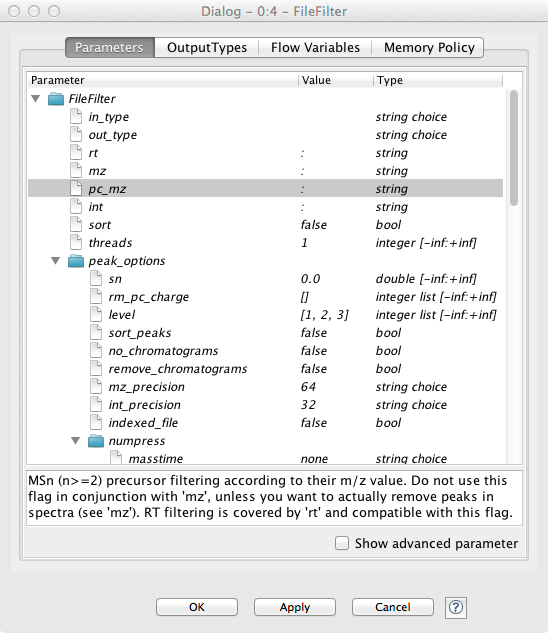 Dialog - 0:4 - FileFilter
Parameters OutputTypes Flow Variables Memory Policy
Parameter Value Type
FileFilter
in_type string choice
out_type string choice
rt : string
mz : string
pc_mz : string
int : string
sort false bool
threads 1 integer [-inf:+inf]
peak_options
sn 0.0 double [-inf:+inf]
rm_pc_charge [] integer list [-inf:+inf]
level [1, 2, 3] integer list [-inf:+inf]
sort_peaks false bool
no_chromatograms false bool
remove_chromatograms false bool
mz_precision 64 string choice
int_precision 32 string choice
indexed_file false bool
numpress
masstime none string choice
MSn (n>=2) precursor filtering according to their m/z value. Do not use this
flag in conjunction with 'mz', unless you want to actually remove peaks in
spectra (see 'mz'). RT filtering is covered by 'rt' and compatible with this flag.
Show advanced parameter
OK Apply Cancel ?